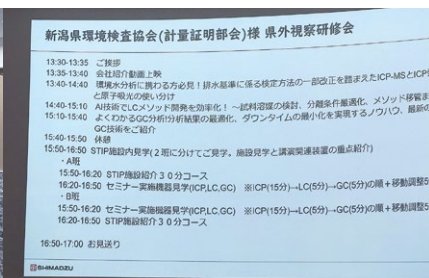 新潟県環境検査協会(計量証明部会)様 県外視察研修会
13:30-13:35 ご挨拶
13:35-13:40 会社紹介動画上映
13:40-14:40 環境水分析に携わる方必見！排水基準に係る検定方法の一部改正を踏まえたICP-MSとICP
と原子吸光の使い分け
14:40-15:10 AI技術でLCメソッド開発を効率化！ ～試料溶媒の検討、分離条件最適化、メソッド移管ま
15:10-15:40 よくわかるGC分析!分析結果の最適化、ダウンタイムの最小化を実現するノウハウ、最新の
GC技術をご紹介
15:40-15:50 休憩
15:50-16:50 STIP施設内見学(２班に分けてご見学。施設見学と講演関連装置の重点紹介)
・A班
15:50-16:20 STIP施設紹介３０分コース
16:20-16:50 セミナー実施機器見学(ICP,LC,GC) ※ICP(15分)→LC(5分)→GC(5分)の順＋移動調整5
・B班
15:50-16:20 セミナー実施機器見学(ICP,LC,GC) ※ICP(15分)→LC(5分)→GC(5分)の順＋移動調整5
16:20-16:50 STIP施設紹介３０分コース
16:50-17:00 お見送り
SHIMADZU